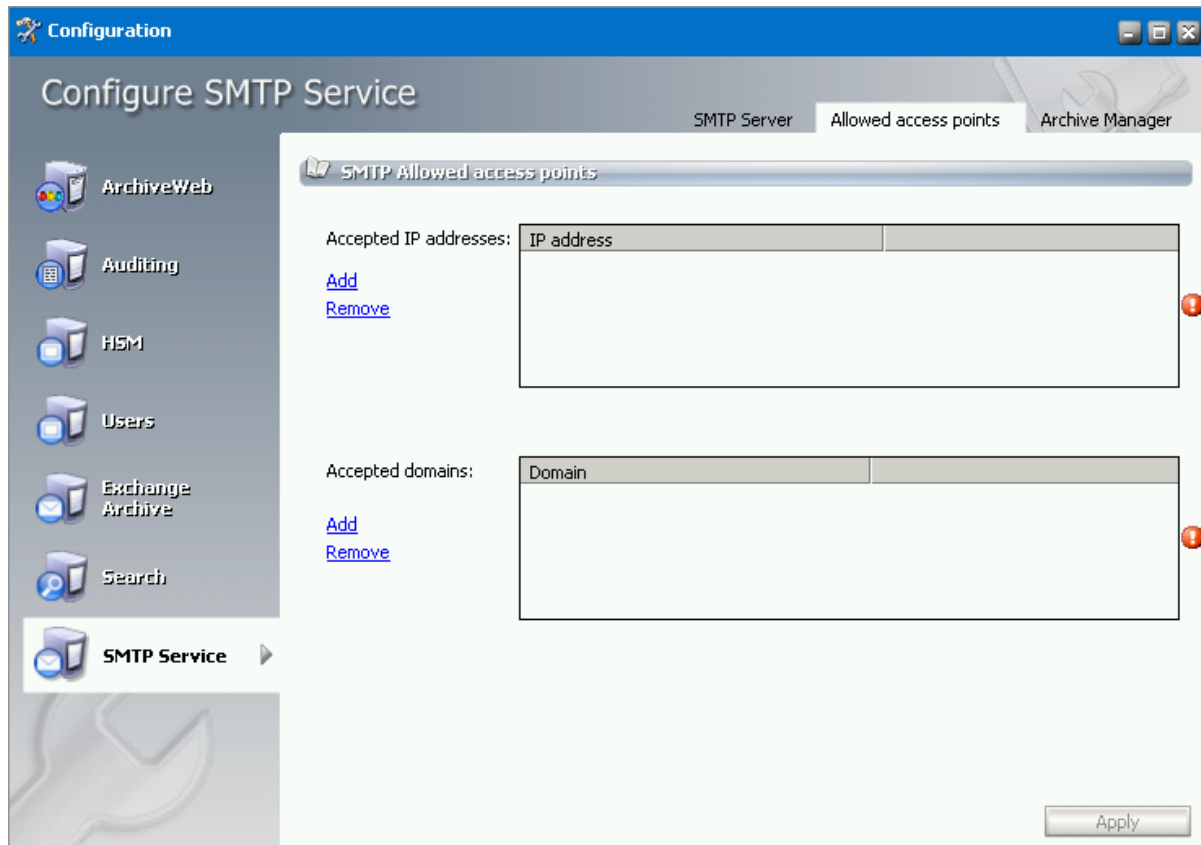 Configuration
Configure SMTP Service
SMTP Server
Allowed access points
Archive Manager
ArchiveWeb
Auditing
HSM
Users
Exchange
Archive
Search
SMTP Service
SMTP Allowed access points
Accepted IP addresses:
IP address
Add
Remove
Accepted domains:
Domain
Add
Remove
Apply